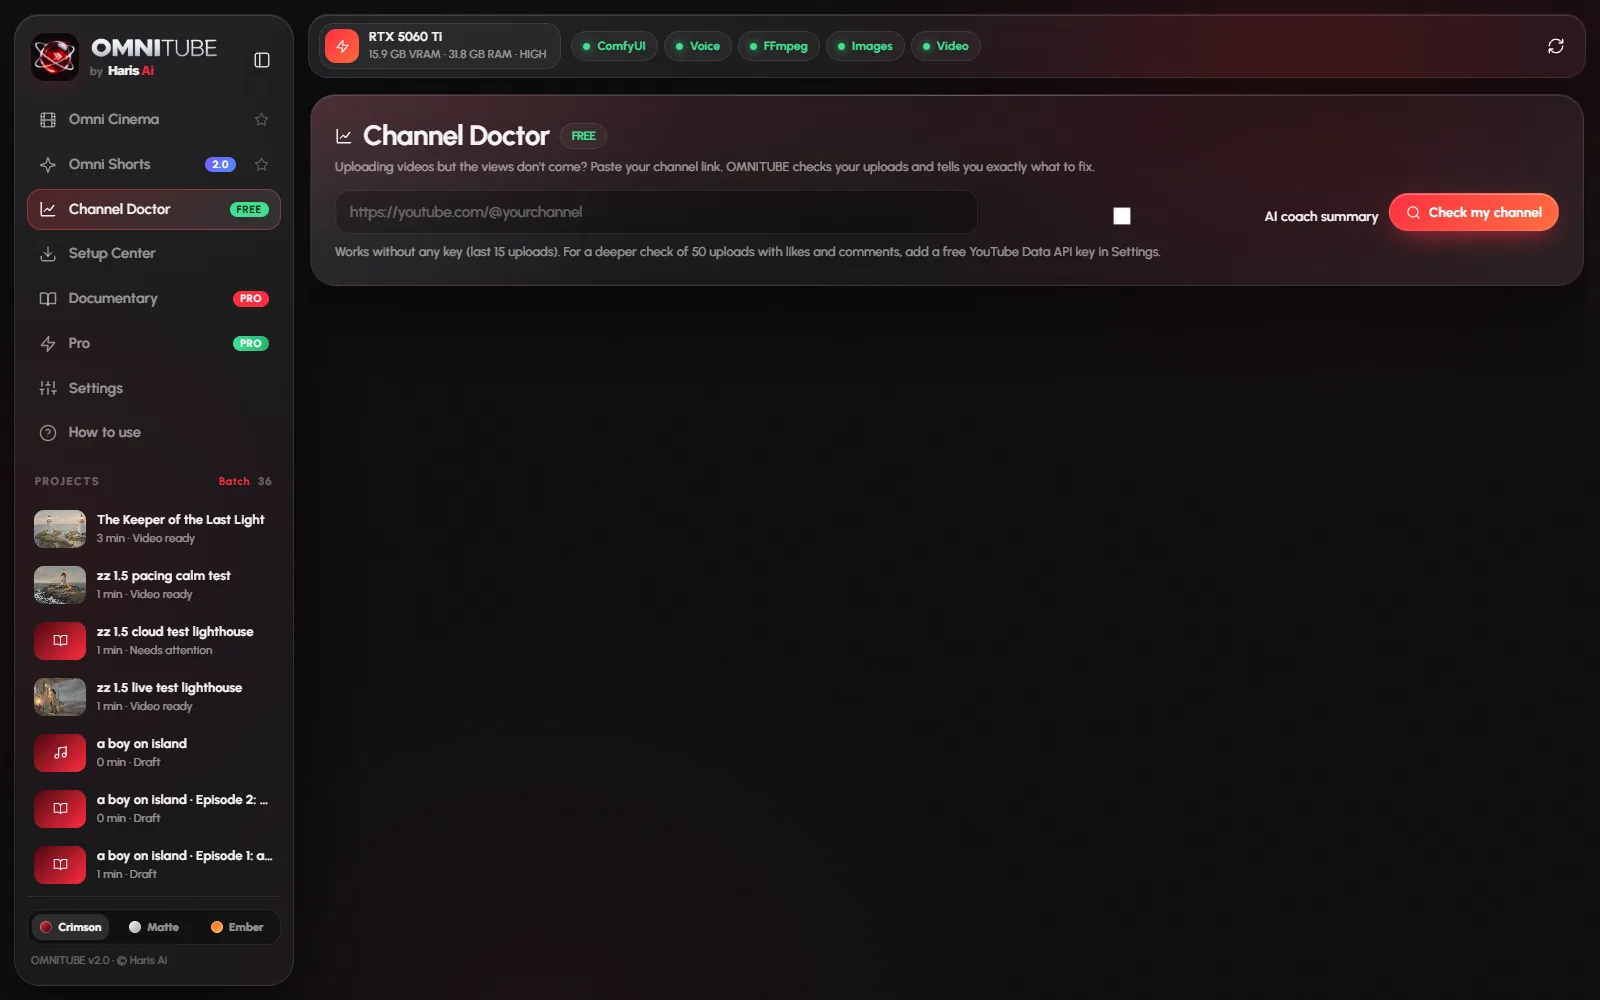 OMNITUBE
by Haris Ai
Omni Cinema
Omni Shorts 2.0
Channel Doctor FREE
Setup Center
Documentary PRO
Pro PRO
Settings
How to use
PROJECTS Batch 36
The Keeper of the Last Light
3 min · Video ready
zz 1.5 pacing calm test
1 min · Video ready
zz 1.5 cloud test lighthouse
1 min · Needs attention
zz 1.5 live test lighthouse
1 min · Video ready
a boy on island
0 min · Draft
a boy on island · Episode 2: ...
0 min · Draft
a boy on island · Episode 1: a...
1 min · Draft
Crimson Matte Ember
OMNITUBE v2.0 · © Haris Ai
RTX 5060 Ti
15.9 GB VRAM · 31.8 GB RAM · HIGH
ComfyUI Voice FFmpeg Images Video
Channel Doctor FREE
Uploading videos but the views don't come? Paste your channel link. OMNITUBE checks your uploads and tells you exactly what to fix.
https://youtube.com/@yourchannel
AI coach summary
Check my channel
Works without any key (last 15 uploads). For a deeper check of 50 uploads with likes and comments, add a free YouTube Data API key in Settings.